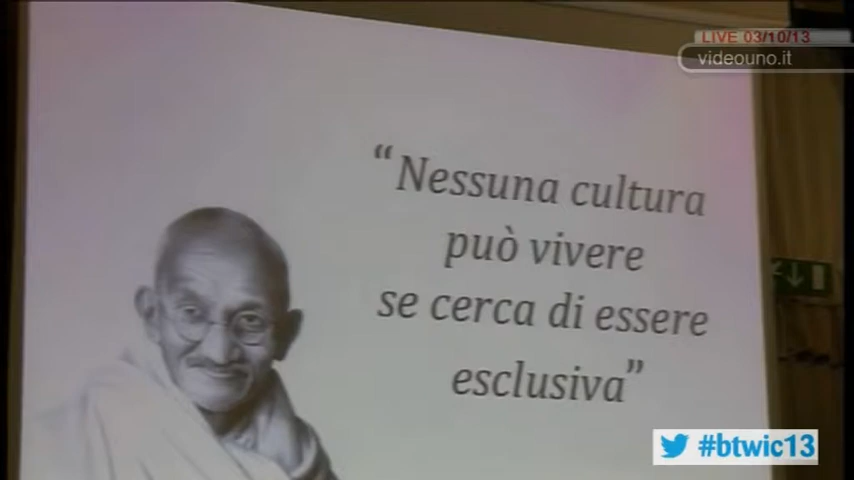 LIVE 03/10/13
videouno.it
“Nessuna cultura
può vivere
se cerca di essere
esclusiva”
#btwic13